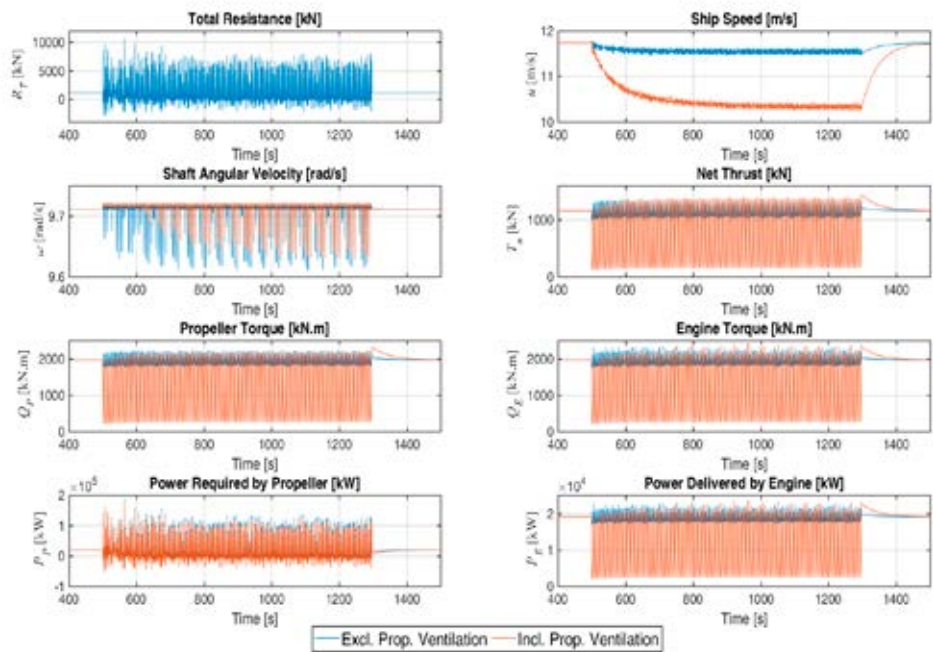 Total Resistance [kN]
R_T [kN]
10000
5000
0
400 600 800 1000 1200 1400
Time [s]
Ship Speed [m/s]
u [m/s]
12
11
10
400 600 800 1000 1200 1400
Time [s]
Shaft Angular Velocity [rad/s]
ω [rad/s]
9.7
9.6
400 600 800 1000 1200 1400
Time [s]
Net Thrust [kN]
[kN]
1000
0
400 600 800 1000 1200 1400
Time [s]
Propeller Torque [kN.m]
Q_P [kN.m]
2000
1000
0
400 600 800 1000 1200 1400
Time [s]
Engine Torque [kN.m]
Q_E [kN.m]
2000
1000
0
400 600 800 1000 1200 1400
Time [s]
Power Required by Propeller [kW]
×10^5
P_P [kW]
2
1
0
-1
400 600 800 1000 1200 1400
Time [s]
Power Delivered by Engine [kW]
×10^4
P_E [kW]
2
1
0
400 600 800 1000 1200 1400
Time [s]
Excl. Prop. Ventilation Incl. Prop. Ventilation